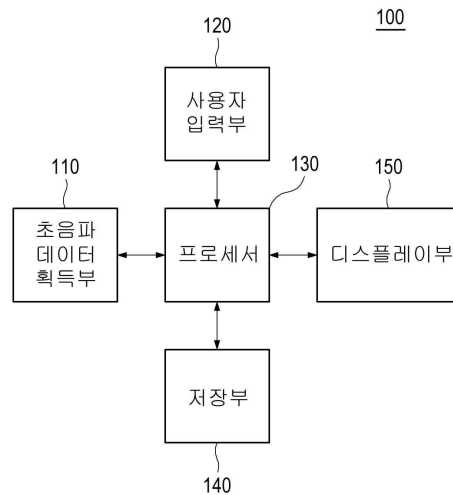 100
120
사용자
입력부
110
130
150
초음파
데이터
획득부
프로세서
디스플레이부
저장부
140